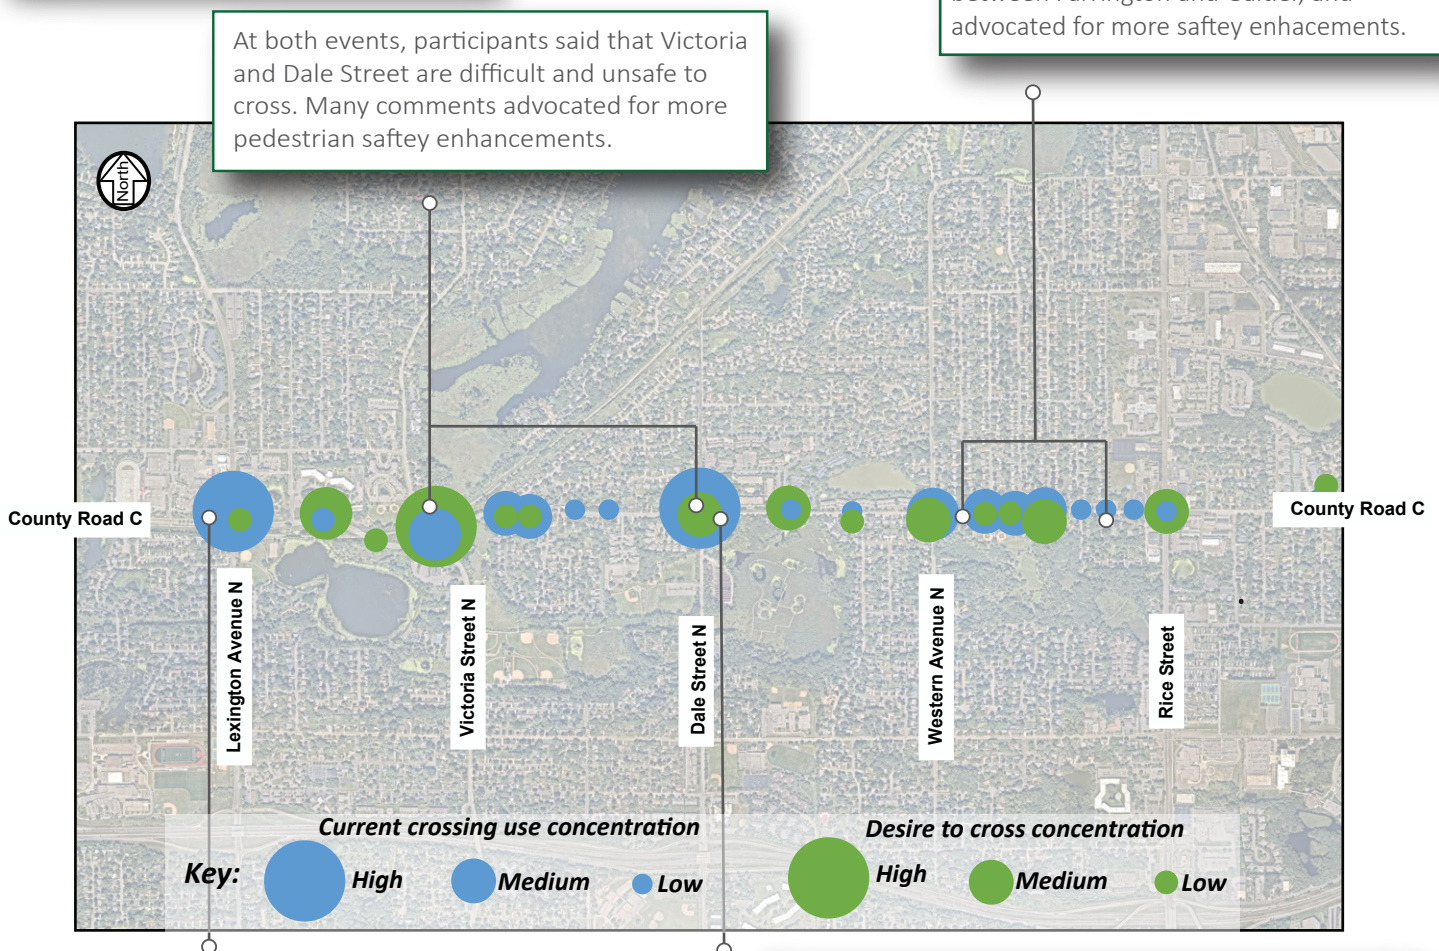 At both events, participants said that Victoria
and Dale Street are difficult and unsafe to
cross. Many comments advocated for more
pedestrian saftey enhancements.
advocated for more saftey enhacements.
North
County Road C
County Road C
Lexington Avenue N
Victoria Street N
Dale Street N
Western Avenue N
Rice Street
Key:
Current crossing use concentration
High
Medium
Low
Desire to cross concentration
High
Medium
Low